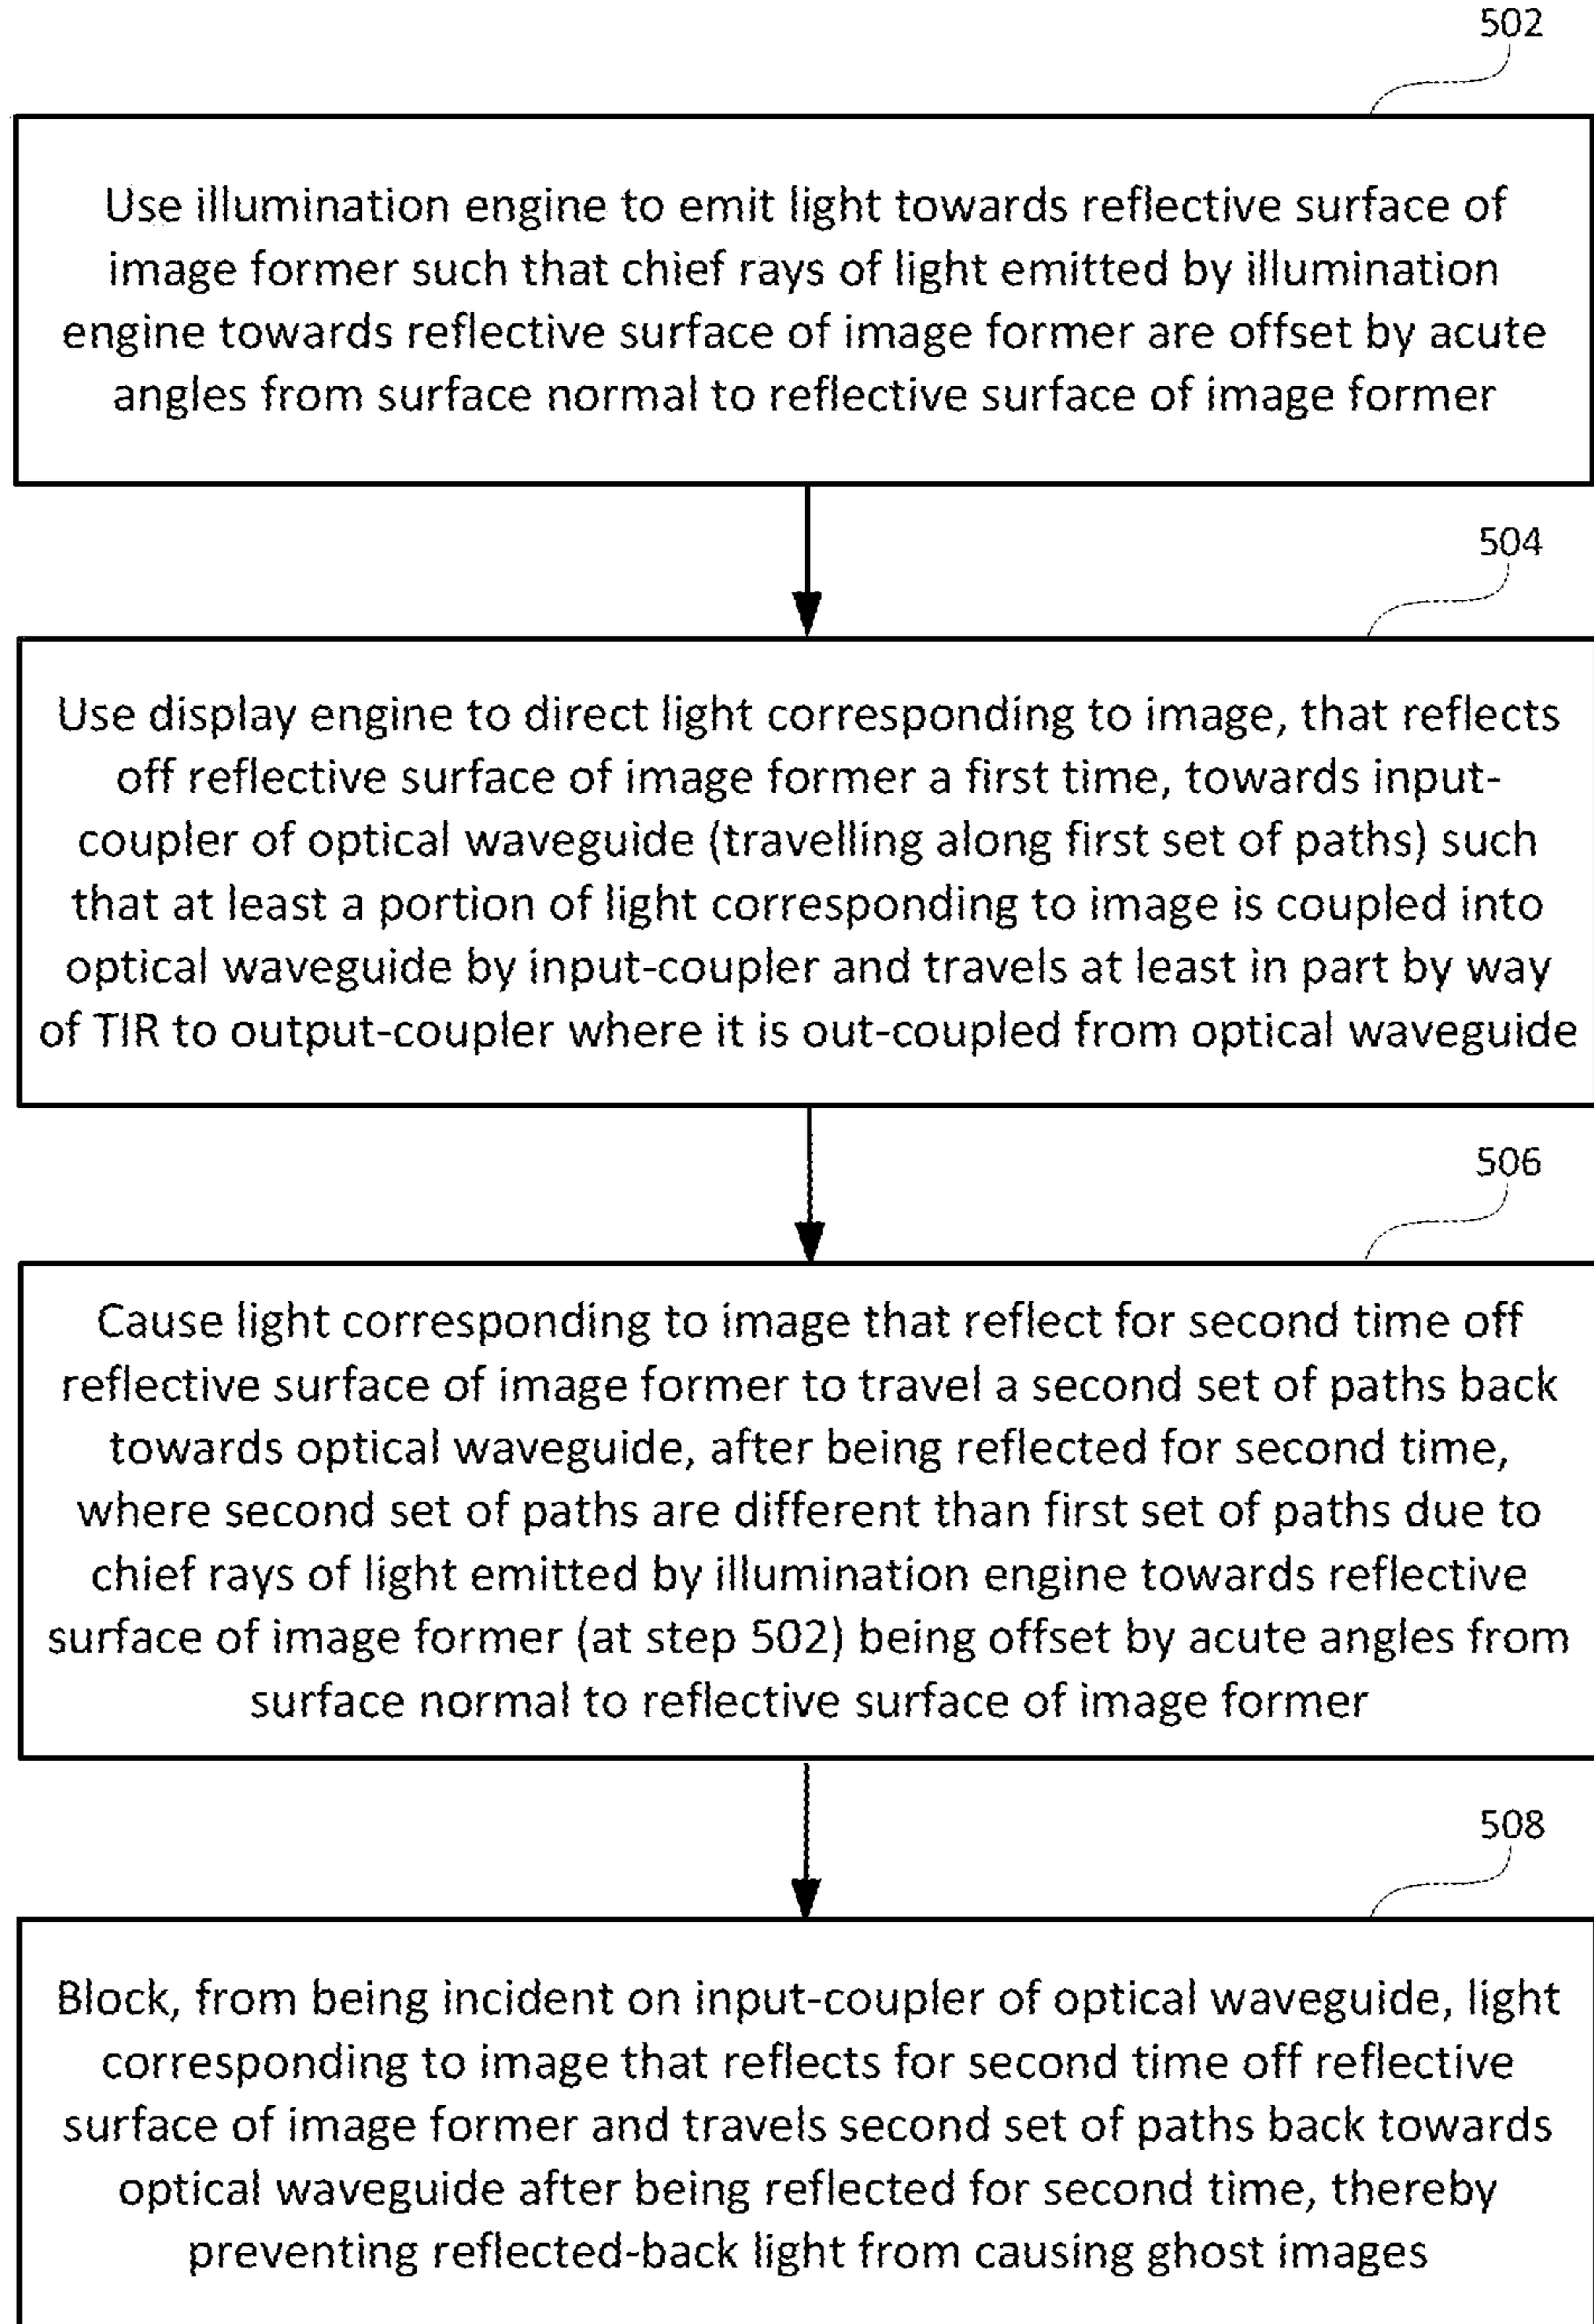 502
Use illumination engine to emit light towards reflective surface of
image former such that chief rays of light emitted by illumination
engine towards reflective surface of image former are offset by acute
angles from surface normal to reflective surface of image former
504
Use display engine to direct light corresponding to image, that reflects
off reflective surface of image former a first time, towards input-
coupler of optical waveguide (travelling along first set of paths) such
that at least a portion of light corresponding to image is coupled into
optical waveguide by input-coupler and travels at least in part by way
of TIR to output-coupler where it is out-coupled from optical waveguide
506
Cause light corresponding to image that reflect for second time off
reflective surface of image former to travel a second set of paths back
towards optical waveguide, after being reflected for second time,
where second set of paths are different than first set of paths due to
chief rays of light emitted by illumination engine towards reflective
surface of image former (at step 502) being offset by acute angles from
surface normal to reflective surface of image former
508
Block, from being incident on input-coupler of optical waveguide, light
corresponding to image that reflects for second time off reflective
surface of image former and travels second set of paths back towards
optical waveguide after being reflected for second time, thereby
preventing reflected-back light from causing ghost images